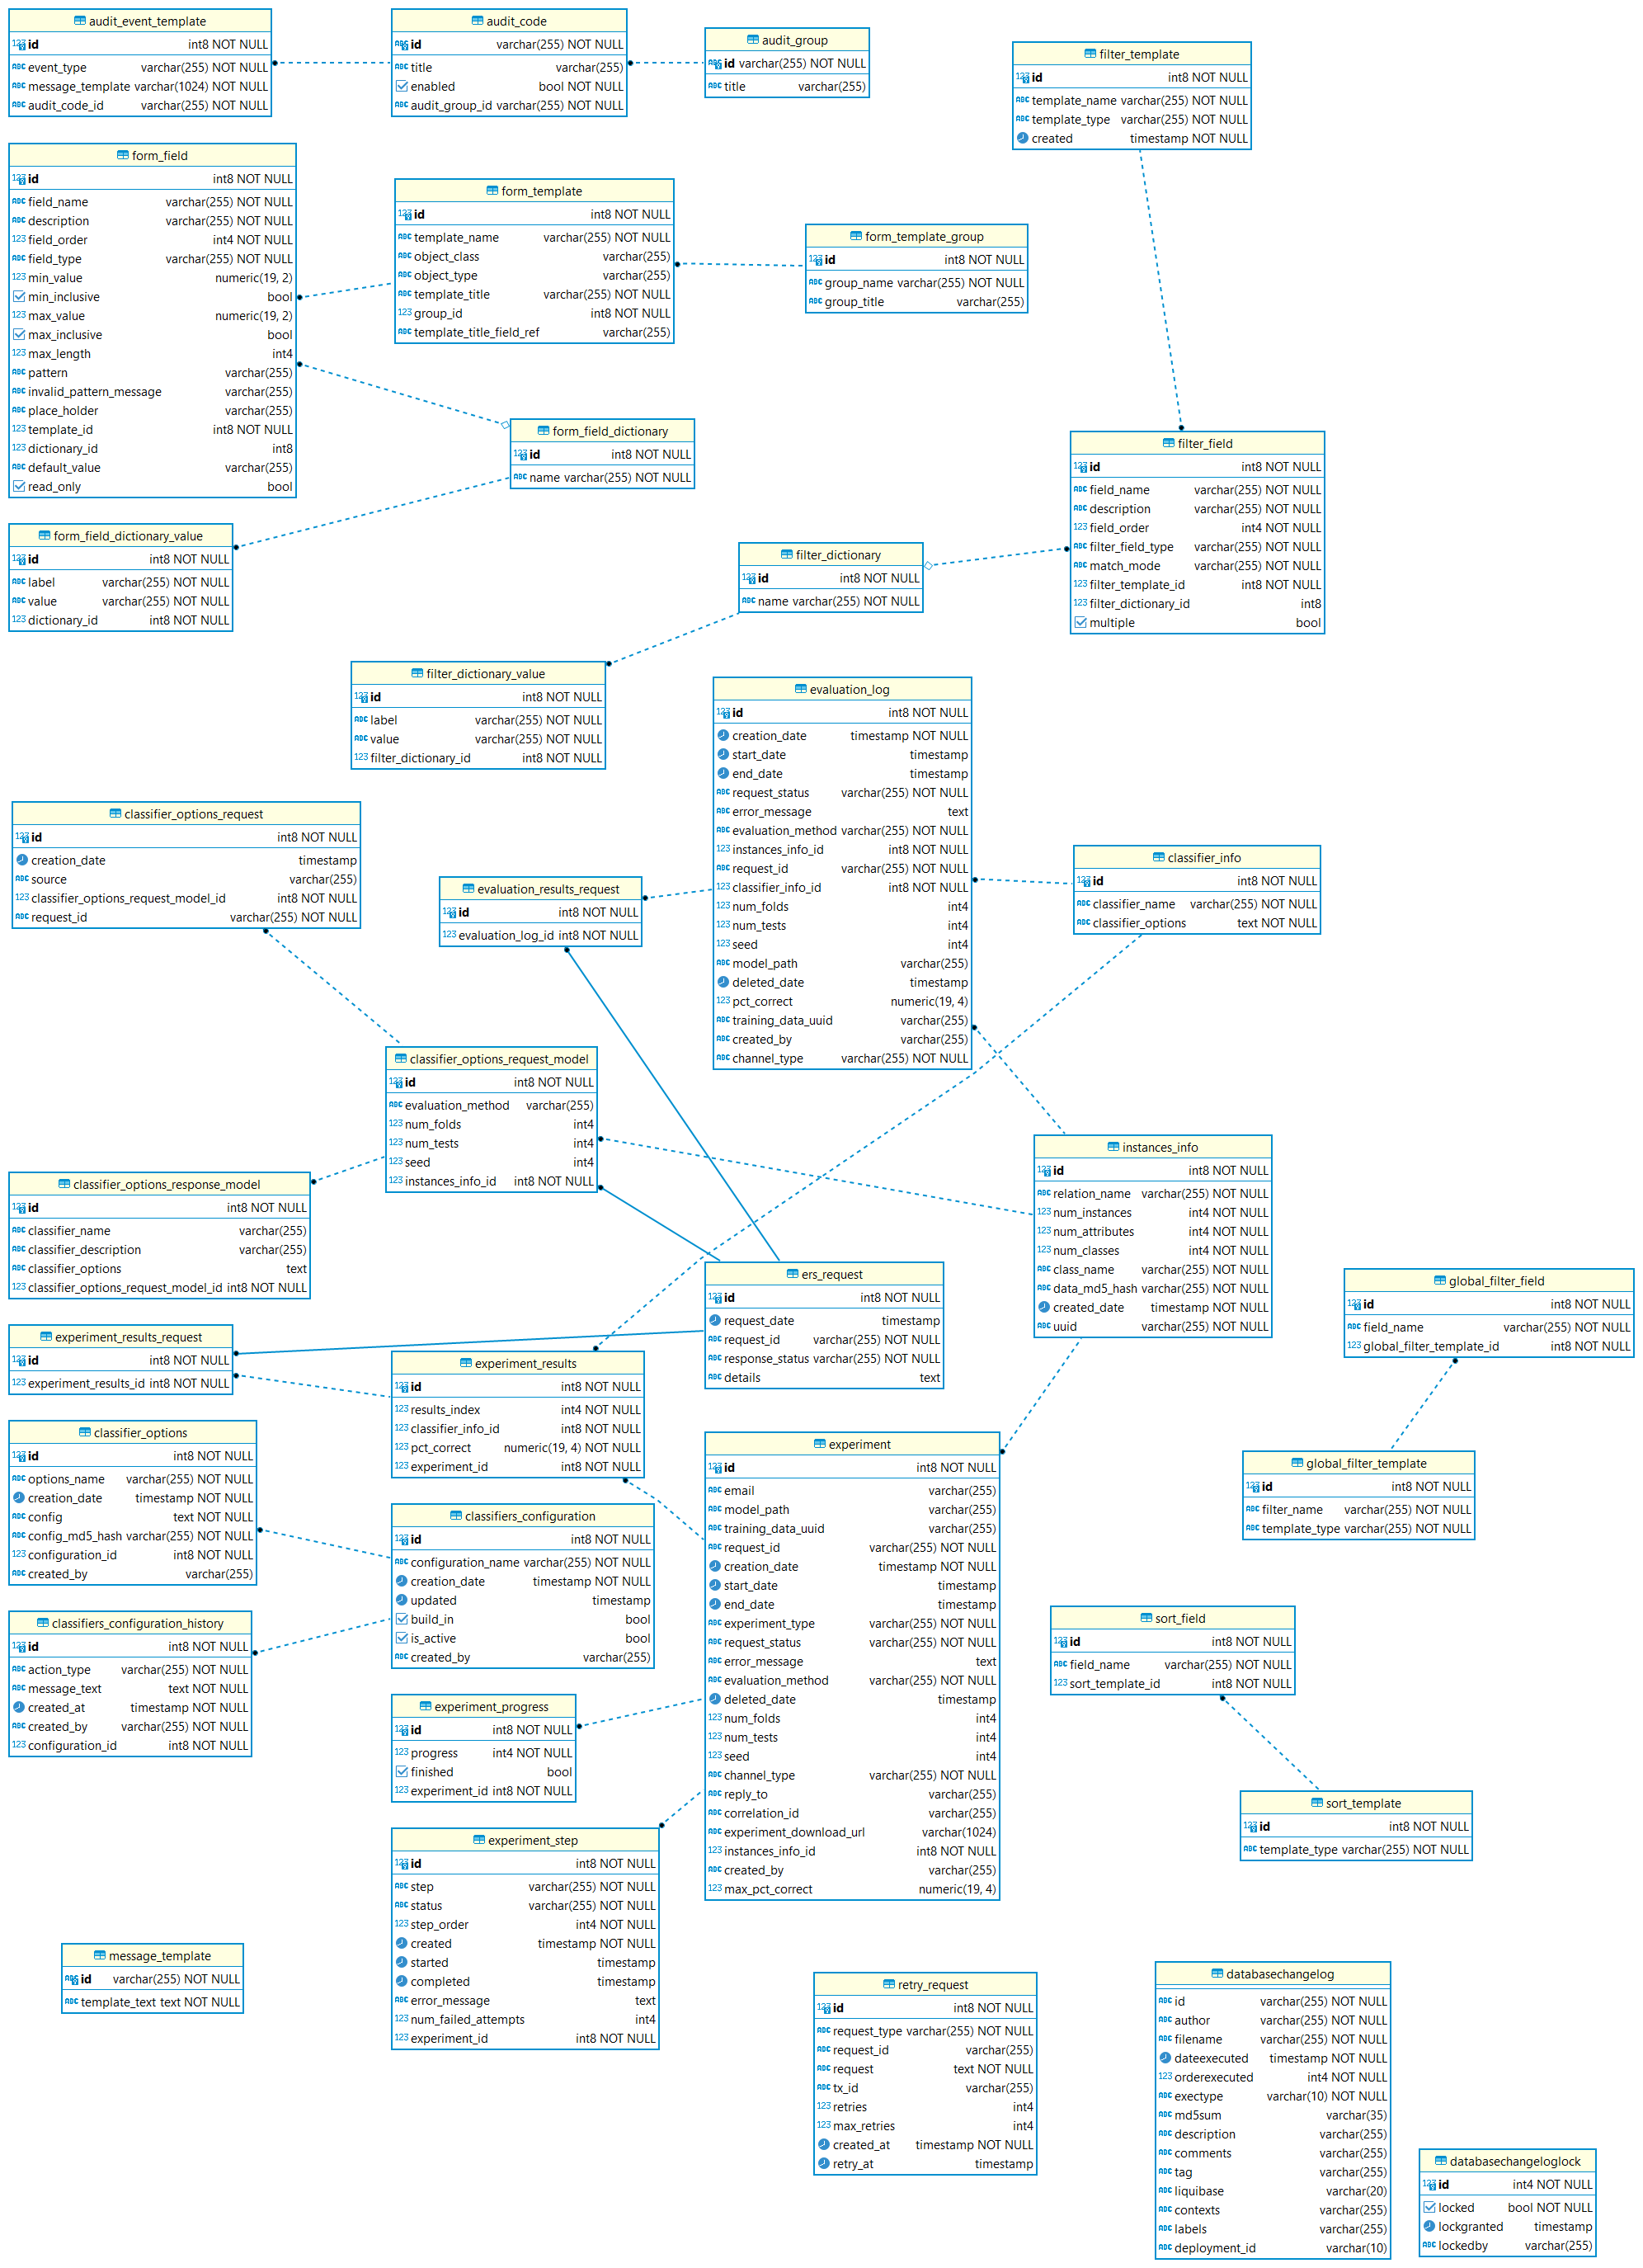 audit_event_template
id int8 NOT NULL
event_type varchar(255) NOT NULL
message_template varchar(1024) NOT NULL
audit_code_id varchar(255) NOT NULL
audit_code
id varchar(255) NOT NULL
title varchar(255)
enabled bool NOT NULL
audit_group_id varchar(255) NOT NULL
audit_group
id varchar(255) NOT NULL
title varchar(255)
filter_template
id int8 NOT NULL
template_name varchar(255) NOT NULL
template_type varchar(255) NOT NULL
created timestamp NOT NULL
form_field
id int8 NOT NULL
field_name varchar(255) NOT NULL
description varchar(255) NOT NULL
field_order int4 NOT NULL
field_type varchar(255) NOT NULL
min_value numeric(19, 2)
min_inclusive bool
max_value numeric(19, 2)
max_inclusive bool
max_length int4
pattern varchar(255)
invalid_pattern_message varchar(255)
place_holder varchar(255)
template_id int8 NOT NULL
dictionary_id int8
default_value varchar(255)
read_only bool
form_template
id int8 NOT NULL
template_name varchar(255) NOT NULL
object_class varchar(255)
object_type varchar(255)
template_title varchar(255) NOT NULL
group_id int8 NOT NULL
template_title_field_ref varchar(255)
form_template_group
id int8 NOT NULL
group_name varchar(255) NOT NULL
group_title varchar(255)
form_field_dictionary
id int8 NOT NULL
name varchar(255) NOT NULL
filter_field
id int8 NOT NULL
field_name varchar(255) NOT NULL
description varchar(255) NOT NULL
field_order int4 NOT NULL
filter_field_type varchar(255) NOT NULL
match_mode varchar(255) NOT NULL
filter_template_id int8 NOT NULL
filter_dictionary_id int8
multiple bool
form_field_dictionary_value
id int8 NOT NULL
label varchar(255) NOT NULL
value varchar(255) NOT NULL
dictionary_id int8 NOT NULL
filter_dictionary
id int8 NOT NULL
name varchar(255) NOT NULL
filter_dictionary_value
id int8 NOT NULL
label varchar(255) NOT NULL
value varchar(255) NOT NULL
filter_dictionary_id int8 NOT NULL
evaluation_log
id int8 NOT NULL
creation_date timestamp NOT NULL
start_date timestamp
end_date timestamp
request_status varchar(255) NOT NULL
error_message text
evaluation_method varchar(255) NOT NULL
instances_info_id int8 NOT NULL
request_id varchar(255) NOT NULL
classifier_info_id int8 NOT NULL
num_folds int4
num_tests int4
seed int4
model_path varchar(255)
deleted_date timestamp
pct_correct numeric(19, 4)
training_data_uuid varchar(255)
created_by varchar(255)
channel_type varchar(255) NOT NULL
classifier_options_request
id int8 NOT NULL
creation_date timestamp
source varchar(255)
classifier_options_request_model_id int8 NOT NULL
request_id varchar(255) NOT NULL
evaluation_results_request
id int8 NOT NULL
evaluation_log_id int8 NOT NULL
classifier_info
id int8 NOT NULL
classifier_name varchar(255) NOT NULL
classifier_options text NOT NULL
classifier_options_request_model
id int8 NOT NULL
evaluation_method varchar(255)
num_folds int4
num_tests int4
seed int4
instances_info_id int8 NOT NULL
instances_info
id int8 NOT NULL
relation_name varchar(255) NOT NULL
num_instances int4 NOT NULL
num_attributes int4 NOT NULL
num_classes int4 NOT NULL
class_name varchar(255) NOT NULL
data_md5_hash varchar(255) NOT NULL
created_date timestamp NOT NULL
uuid varchar(255) NOT NULL
classifier_options_response_model
id int8 NOT NULL
classifier_name varchar(255)
classifier_description varchar(255)
classifier_options text
classifier_options_request_model_id int8 NOT NULL
ers_request
id int8 NOT NULL
request_date timestamp
request_id varchar(255) NOT NULL
response_status varchar(255) NOT NULL
details text
global_filter_field
id int8 NOT NULL
field_name varchar(255) NOT NULL
global_filter_template_id int8 NOT NULL
experiment_results_request
id int8 NOT NULL
experiment_results_id int8 NOT NULL
experiment_results
id int8 NOT NULL
results_index int4 NOT NULL
classifier_info_id int8 NOT NULL
pct_correct numeric(19, 4) NOT NULL
experiment_id int8 NOT NULL
classifier_options
id int8 NOT NULL
options_name varchar(255) NOT NULL
creation_date timestamp NOT NULL
config text NOT NULL
config_md5_hash varchar(255) NOT NULL
configuration_id int8 NOT NULL
created_by varchar(255)
experiment
id int8 NOT NULL
email varchar(255)
model_path varchar(255)
training_data_uuid varchar(255)
request_id varchar(255) NOT NULL
creation_date timestamp NOT NULL
start_date timestamp
end_date timestamp
experiment_type varchar(255) NOT NULL
request_status varchar(255) NOT NULL
error_message text
evaluation_method varchar(255) NOT NULL
deleted_date timestamp
num_folds int4
num_tests int4
seed int4
channel_type varchar(255) NOT NULL
reply_to varchar(255)
correlation_id varchar(255)
experiment_download_url varchar(1024)
instances_info_id int8 NOT NULL
created_by varchar(255)
max_pct_correct numeric(19, 4)
global_filter_template
id int8 NOT NULL
filter_name varchar(255) NOT NULL
template_type varchar(255) NOT NULL
classifiers_configuration
id int8 NOT NULL
configuration_name varchar(255) NOT NULL
creation_date timestamp NOT NULL
updated timestamp
build_in bool
is_active bool
created_by varchar(255)
classifiers_configuration_history
id int8 NOT NULL
action_type varchar(255) NOT NULL
message_text text NOT NULL
created_at timestamp NOT NULL
created_by varchar(255) NOT NULL
configuration_id int8 NOT NULL
sort_field
id int8 NOT NULL
field_name varchar(255) NOT NULL
sort_template_id int8 NOT NULL
experiment_progress
id int8 NOT NULL
progress int4 NOT NULL
finished bool
experiment_id int8 NOT NULL
sort_template
id int8 NOT NULL
template_type varchar(255) NOT NULL
experiment_step
id int8 NOT NULL
step varchar(255) NOT NULL
status varchar(255) NOT NULL
step_order int4 NOT NULL
created timestamp NOT NULL
started timestamp
completed timestamp
error_message text
num_failed_attempts int4
experiment_id int8 NOT NULL
message_template
id varchar(255) NOT NULL
template_text text NOT NULL
retry_request
id int8 NOT NULL
request_type varchar(255) NOT NULL
request_id varchar(255)
request text NOT NULL
tx_id varchar(255)
retries int4
max_retries int4
created_at timestamp NOT NULL
retry_at timestamp
databasechangelog
id varchar(255) NOT NULL
author varchar(255) NOT NULL
filename varchar(255) NOT NULL
dateexecuted timestamp NOT NULL
orderexecuted int4 NOT NULL
exectype varchar(10) NOT NULL
md5sum varchar(35)
description varchar(255)
comments varchar(255)
tag varchar(255)
liquibase varchar(20)
contexts varchar(255)
labels varchar(255)
deployment_id varchar(10)
databasechangeloglock
id int4 NOT NULL
locked bool NOT NULL
lockgranted timestamp
lockedby varchar(255)